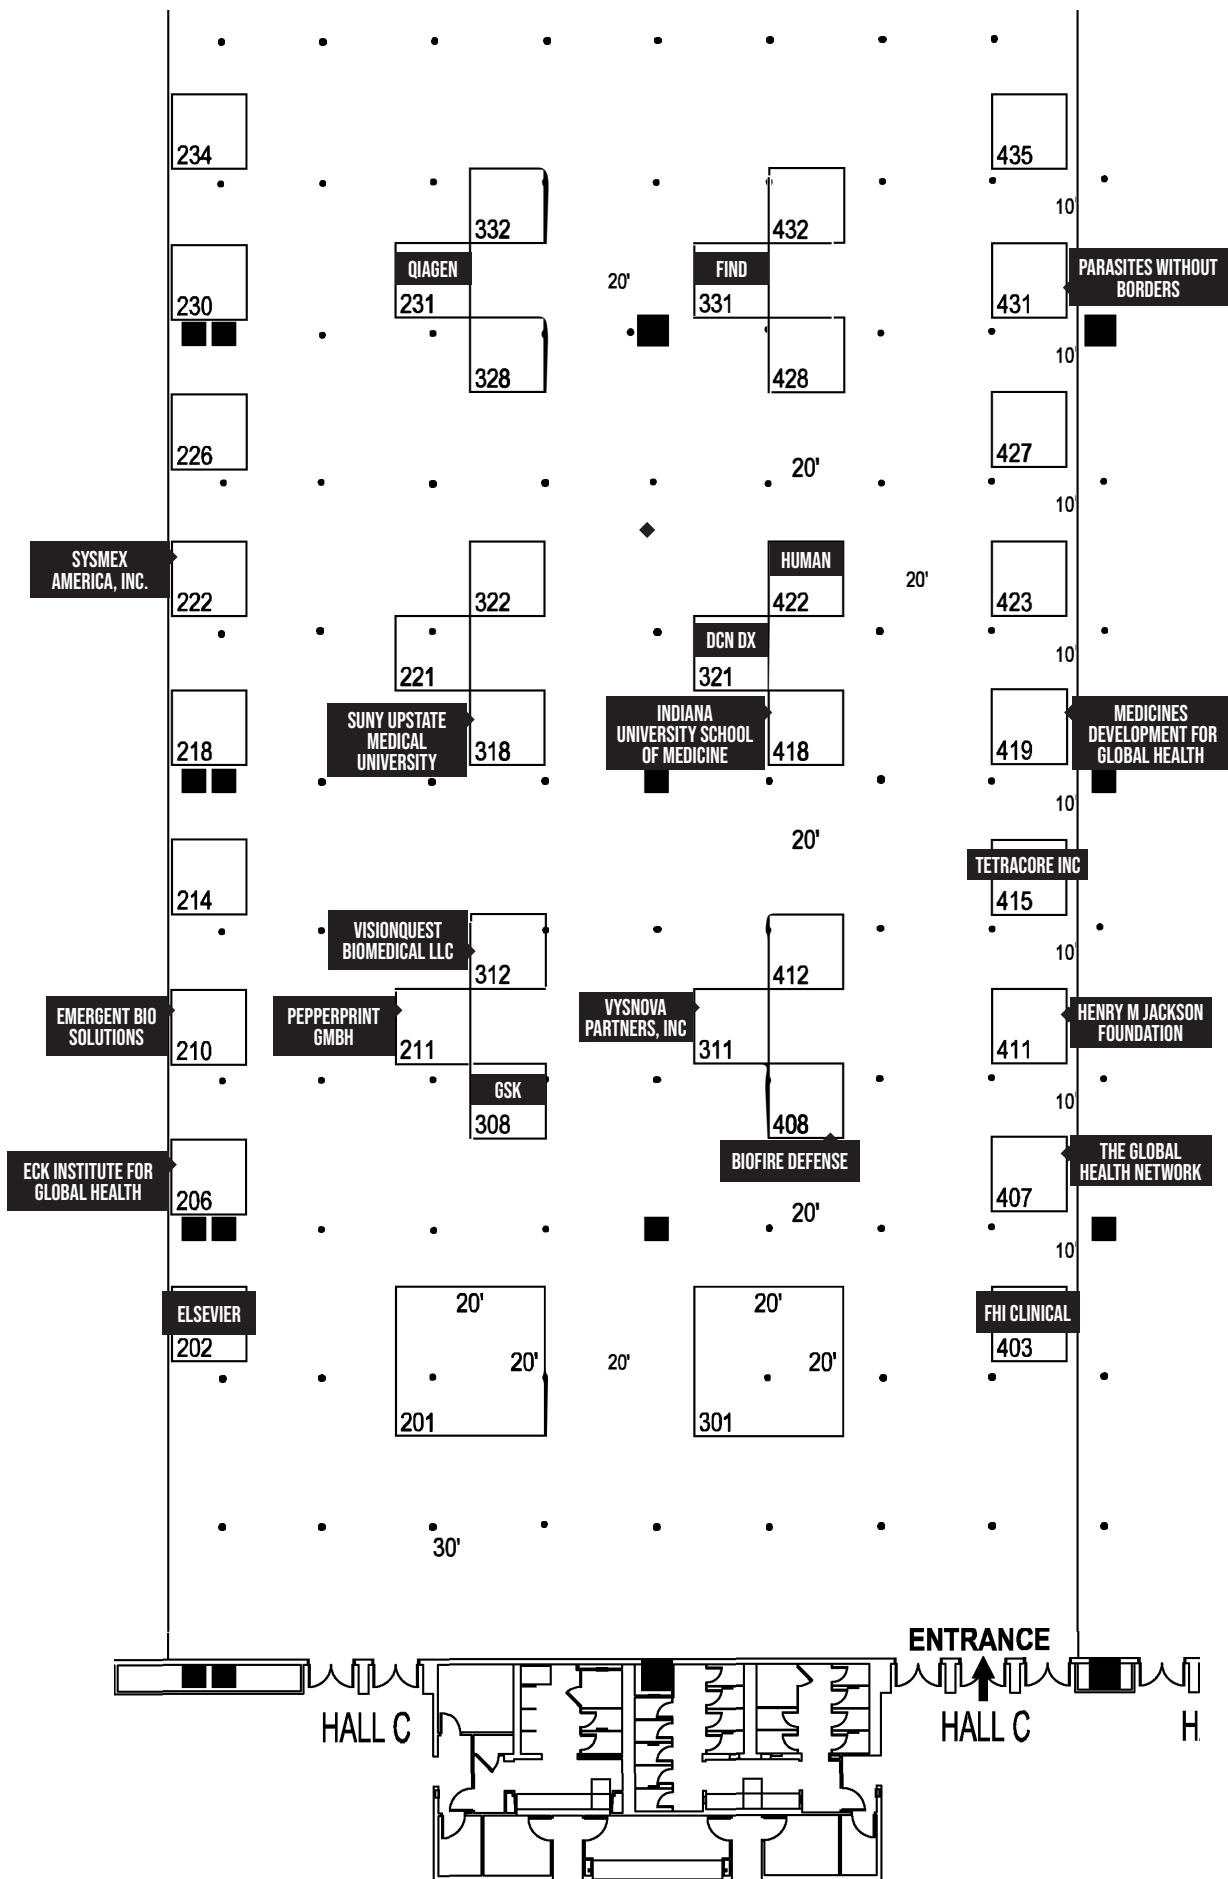 234
435
10'
332
432
QIAGEN
FIND
PARASITES WITHOUT
BORDERS
20'
230
231
331
431
10'
328
428
226
427
20'
10'
SYSMEX
AMERICA, INC.
HUMAN
20'
222
322
422
423
DCN DX
10'
221
321
SUNY UPSTATE
MEDICAL
UNIVERSITY
INDIANA
UNIVERSITY SCHOOL
OF MEDICINE
MEDICINES
DEVELOPMENT FOR
GLOBAL HEALTH
218
318
418
419
10'
20'
TETRACORE INC
214
415
VISIONQUEST
BIOMEDICAL LLC
10'
312
412
EMERGENT BIO
SOLUTIONS
PEPPERPRINT
GMBH
VYSNOVA
PARTNERS, INC
HENRY M JACKSON
FOUNDATION
210
211
311
411
GSK
10'
308
408
ECK INSTITUTE FOR
GLOBAL HEALTH
BIOFIRE DEFENSE
THE GLOBAL
HEALTH NETWORK
206
407
20'
10'
ELSEVIER
20'
20'
FHI CLINICAL
202
20'
20'
20'
403
201
301
30'
ENTRANCE
HALL C
HALL C
H